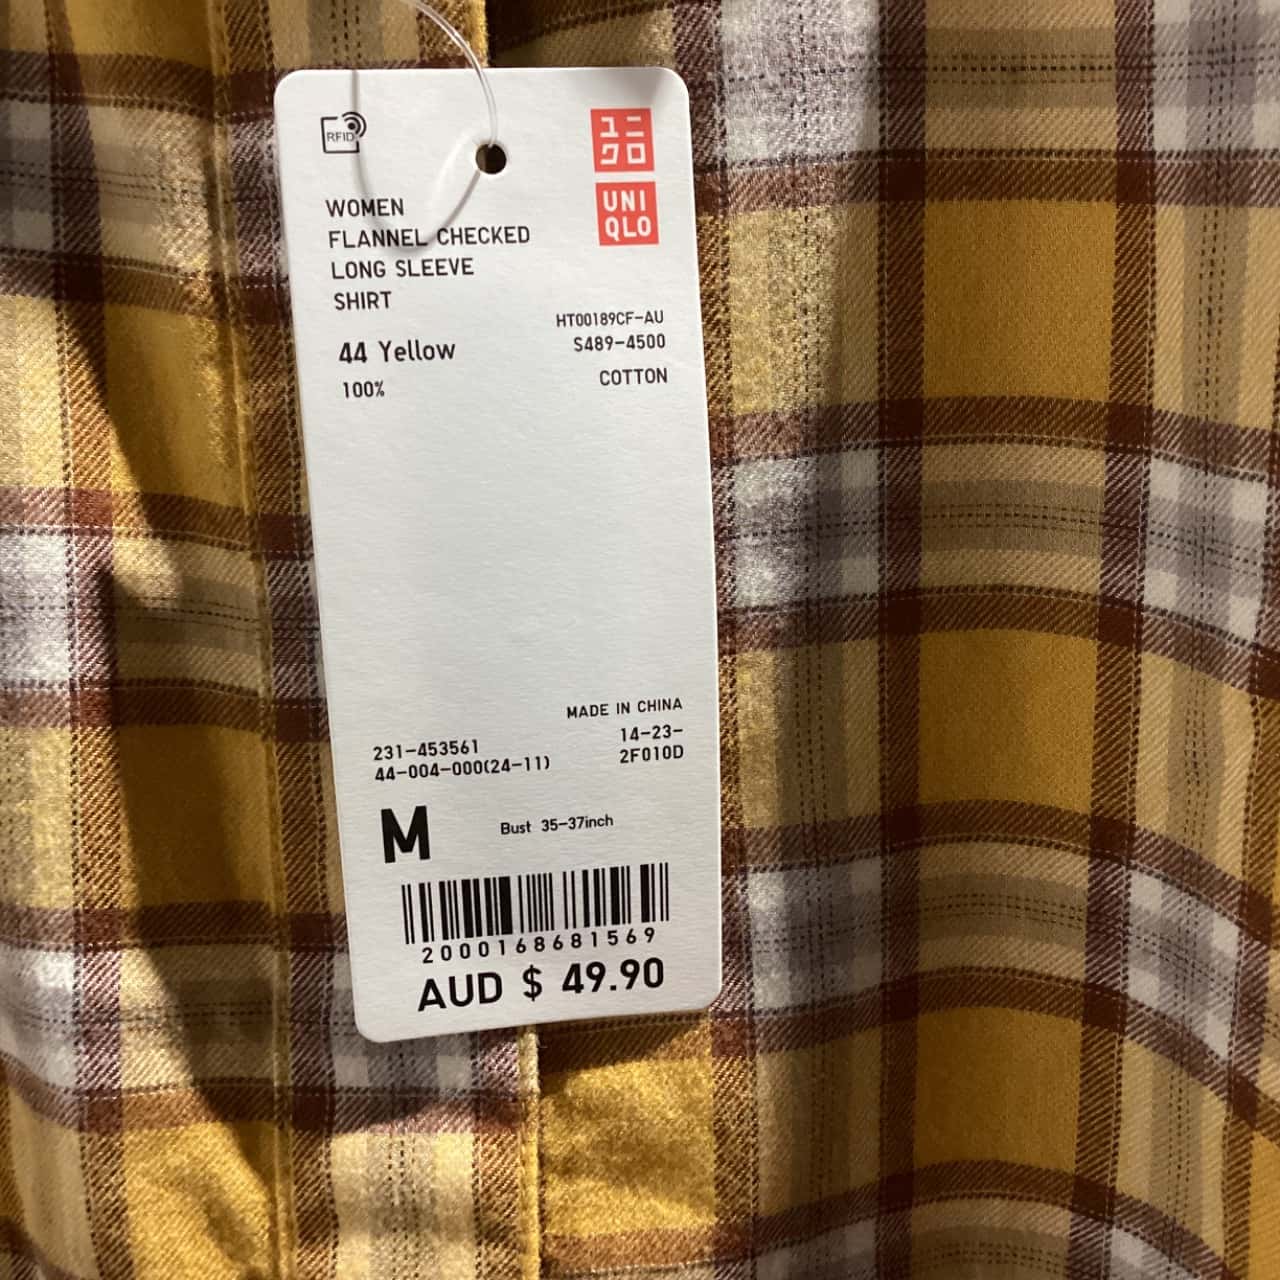 RFID
ユニ
クロ
UNI
QLO
WOMEN
FLANNEL CHECKED
LONG SLEEVE
SHIRT
HT00189CF-AU
44 Yellow
S489-4500
100%
COTTON
MADE IN CHINA
231-453561
14-23-
44-004-000(24-11)
2F010D
M
Bust 35-37inch
2000168681569
AUD $ 49.90